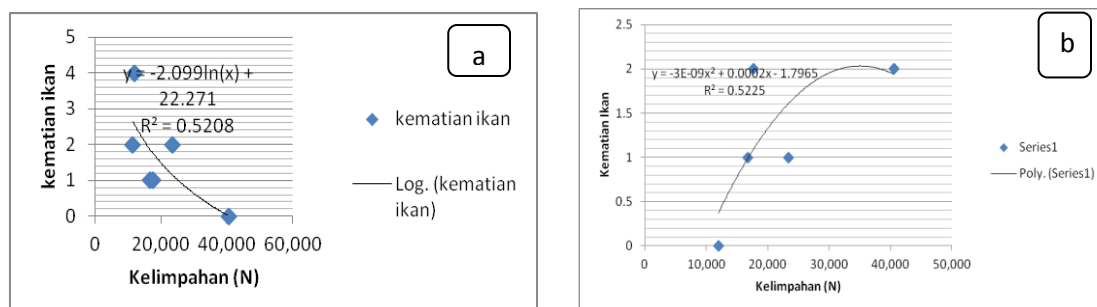 a
5
4
3
2
1
0
kematian ikan
y = -2.099ln(x) +
22.271
R² = 0.5208
0
20,000
40,000
60,000
Kelimpahan (N)
kematian ikan
Log. (kematian
ikan)
b
2.5
2
1.5
1
0.5
0
Kematian Ikan
y = -3E-09x² + 0.0002x - 1.7965
R² = 0.5225
0
10,000
20,000
30,000
40,000
50,000
Kelimpahan (N)
Series1
Poly. (Series1)